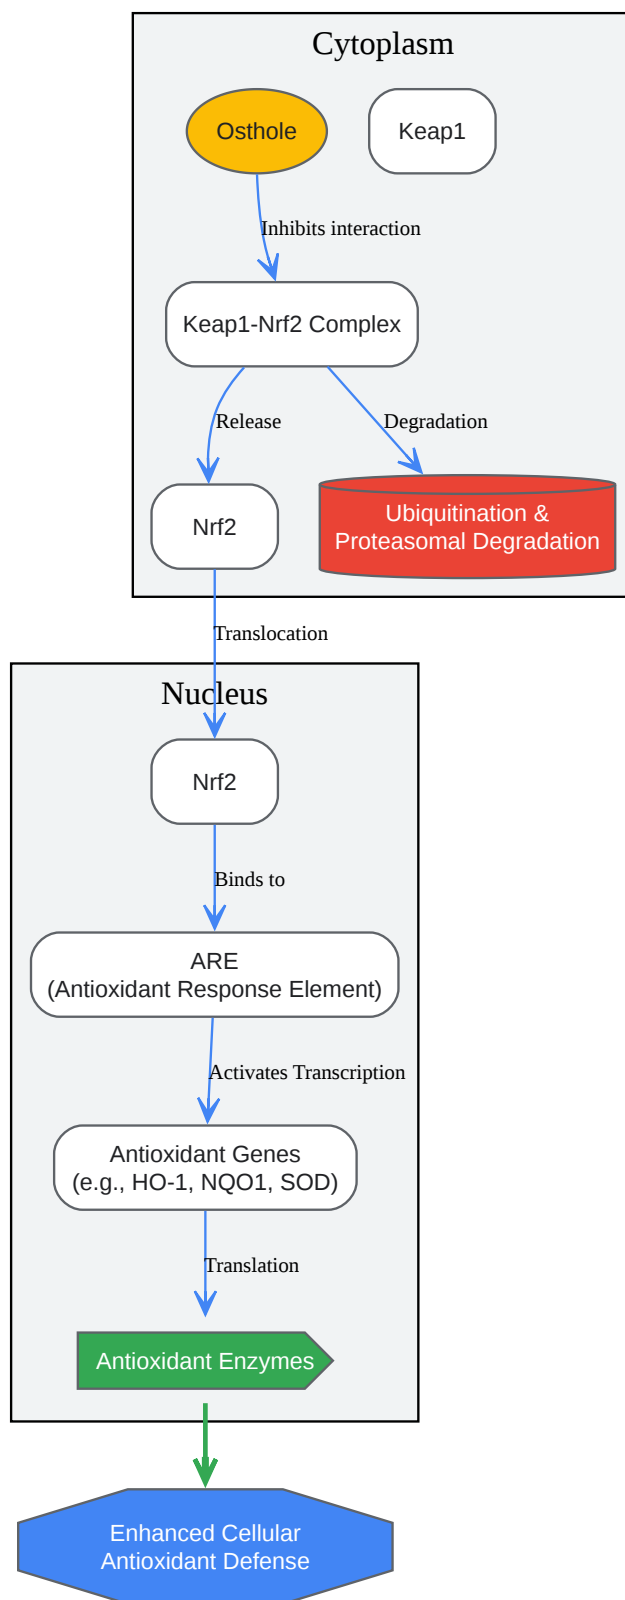 Cytoplasm
Osthole
Keap1
Inhibits interaction
Keap1-Nrf2 Complex
Release
Degradation
Nrf2
Ubiquitination &
Proteasomal Degradation
Translocation
Nucleus
Nrf2
Binds to
ARE
(Antioxidant Response Element)
Activates Transcription
Antioxidant Genes
(e.g., HO-1, NQO1, SOD)
Translation
Antioxidant Enzymes
Enhanced Cellular
Antioxidant Defense